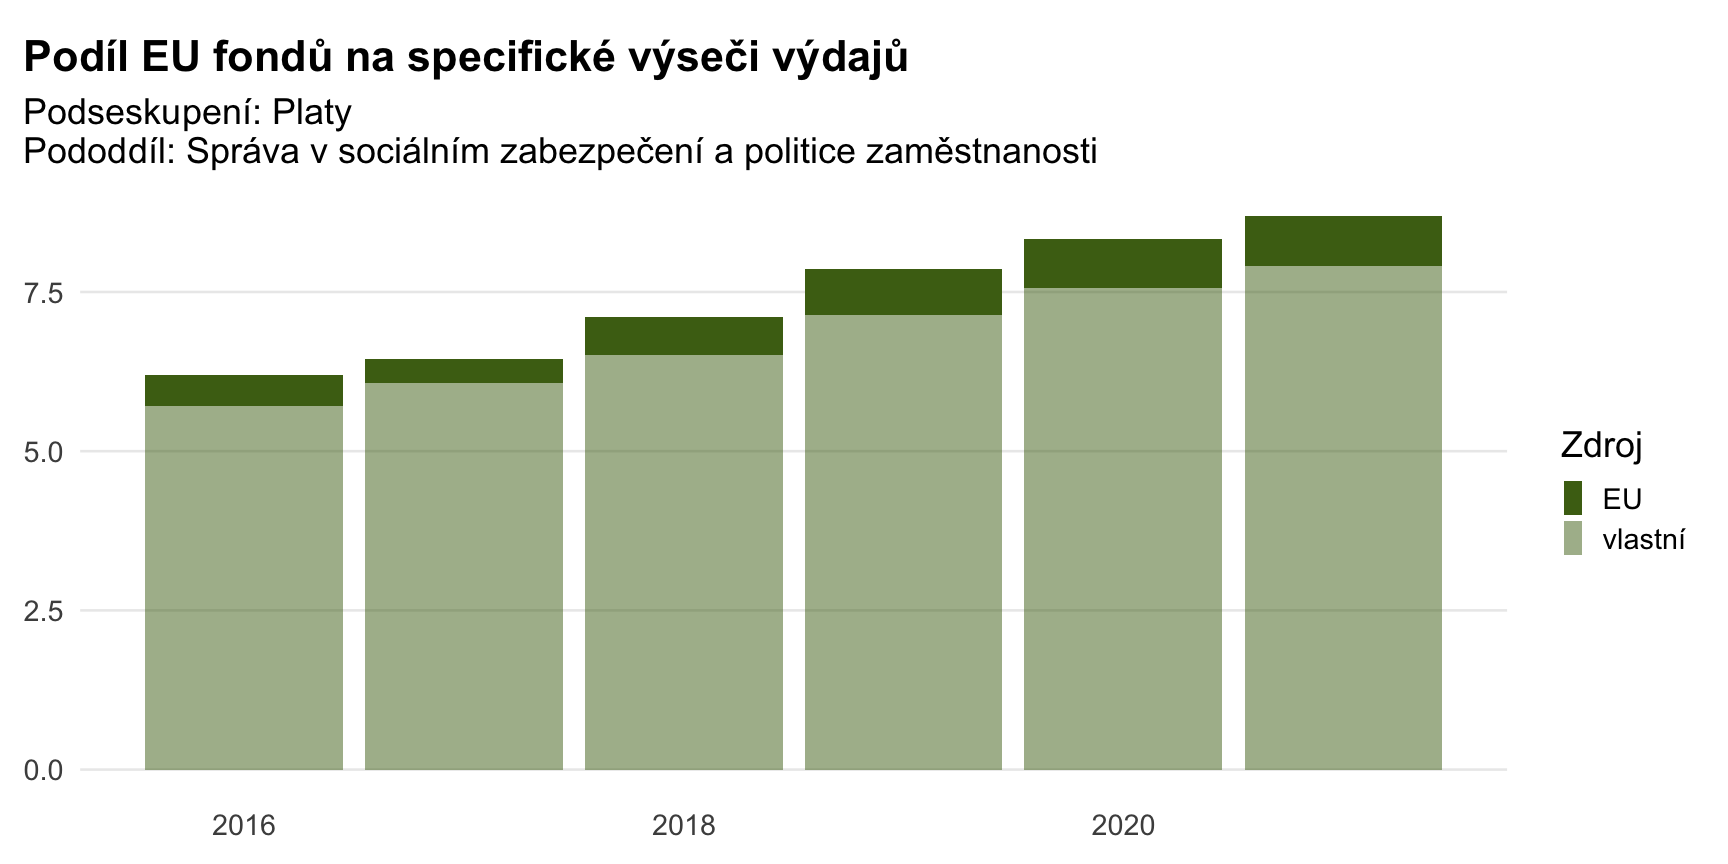 Podíl EU fondů na specifické výseči výdajů
Podseskupení: Platy
Pododdíl: Správa v sociálním zabezpečení a politice zaměstnanosti
7.5
5.0
2.5
0.0
2016
2018
2020
Zdroj
EU
vlastní